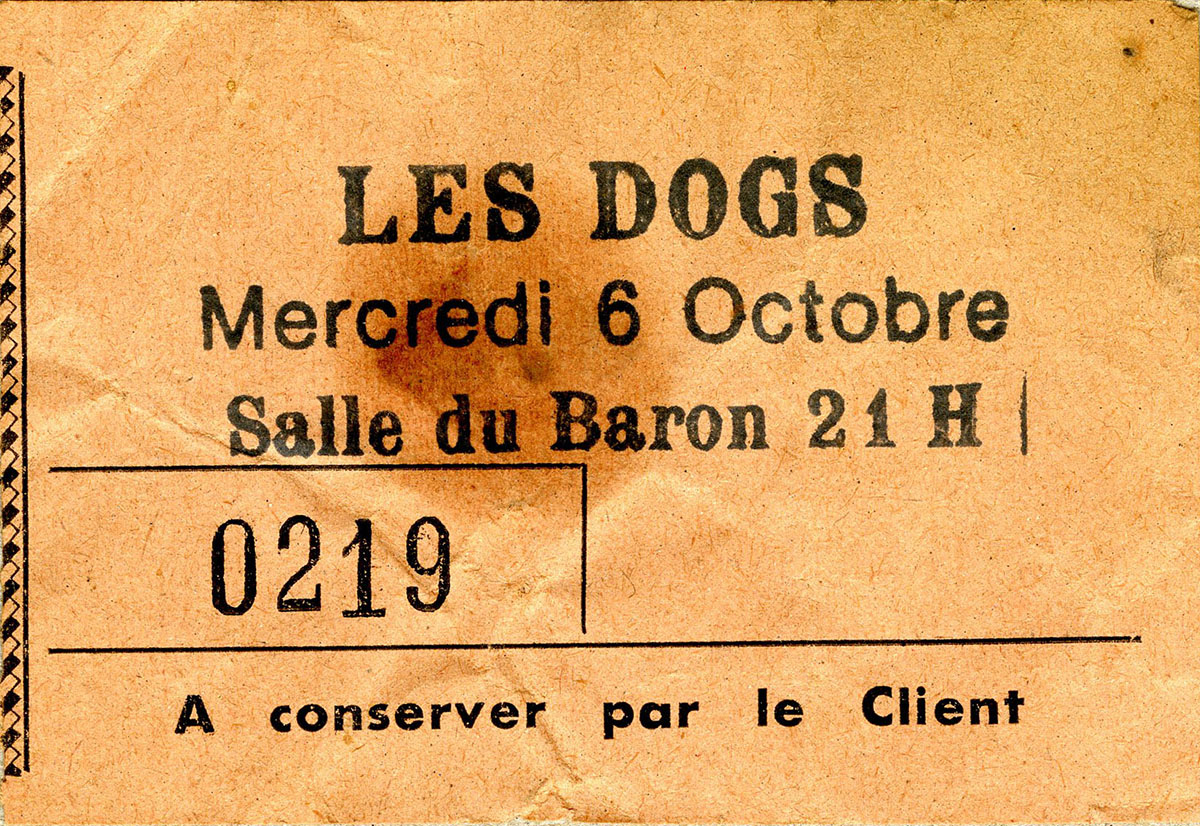 LES DOGS
Mercredi 6 Octobre
Salle du Baron 21 H
0219
A conserver par le Client